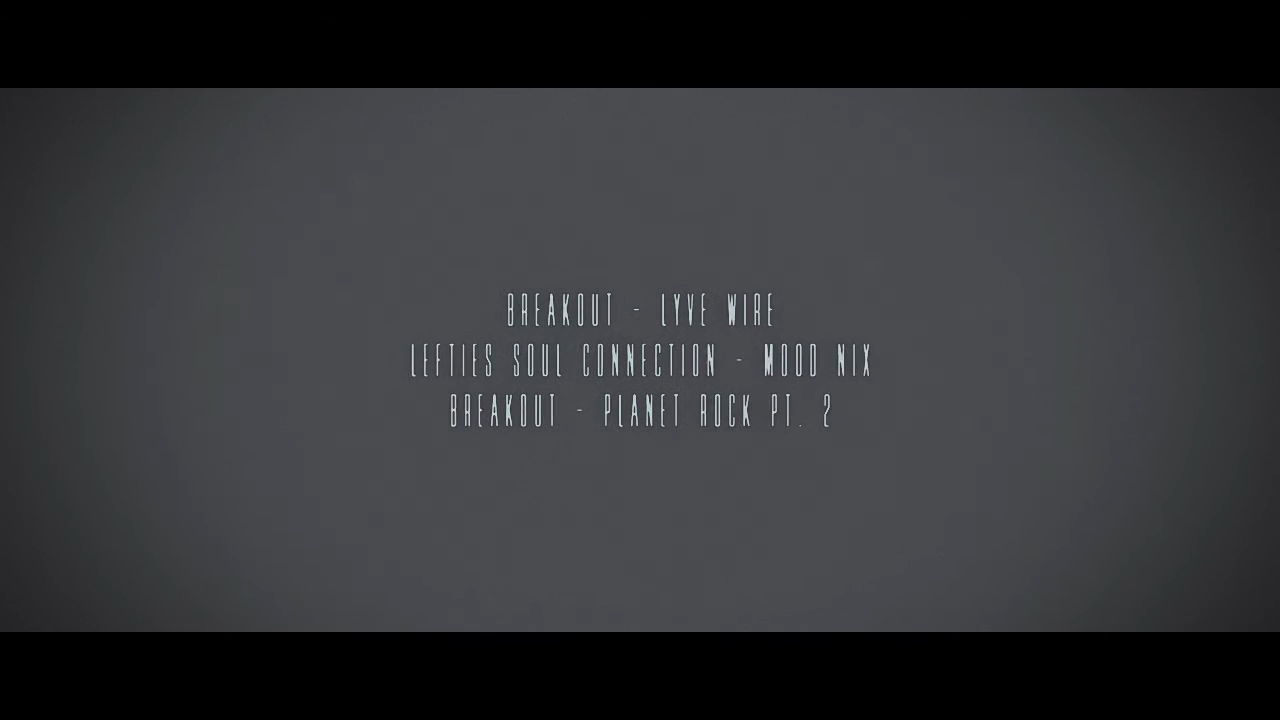 BREAKOUT - LYVE WIRE
LEFTIES SOUL CONNECTION - MOOD NIX
BREAKOUT - PLANET ROCK PT. 2